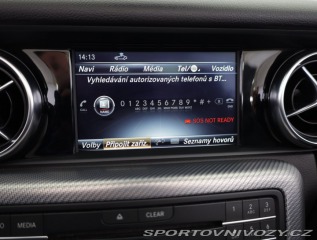 14:13
Navi Rádio Média Tel/ Vozidlo
Vyhledávání autorizovaných telefonů s BT...
0 1 2 3 4 5 6 7 8 9 * # +
SOS NOT READY
Volby Připojit zaříz. Seznamy hovorů
MEDIA
CLEAR
1 2 3
SPORTOVNIVOZY.CZ